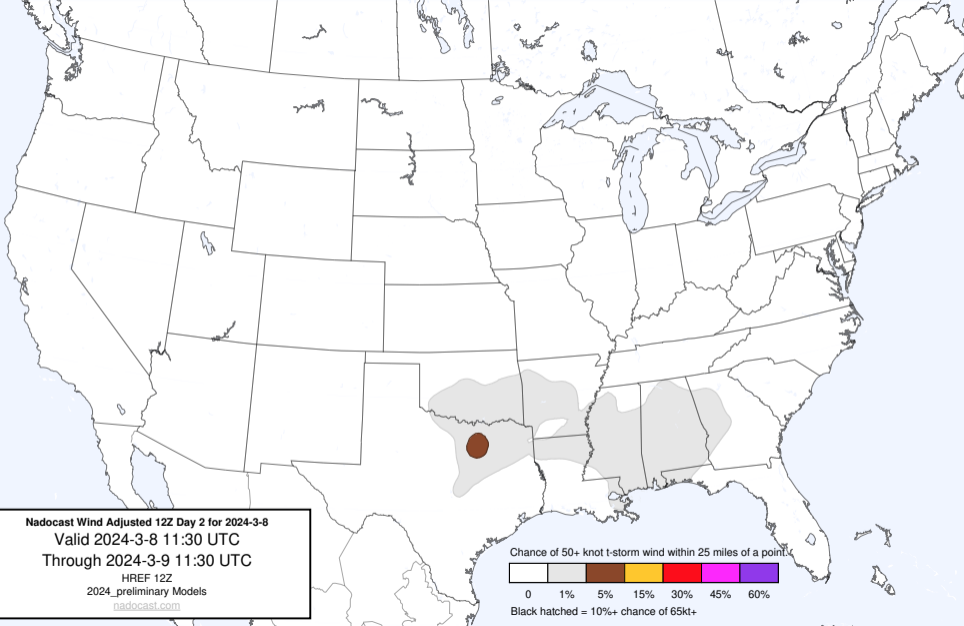 Nadocast Wind Adjusted 12Z Day 2 for 2024-3-8
Valid 2024-3-8 11:30 UTC
Through 2024-3-9 11:30 UTC
HREF 12Z
2024_preliminary Models
nadocast.com
Chance of 50+ knot t-storm wind within 25 miles of a point.
0 1% 5% 15% 30% 45% 60%
Black hatched = 10%+ chance of 65kt+